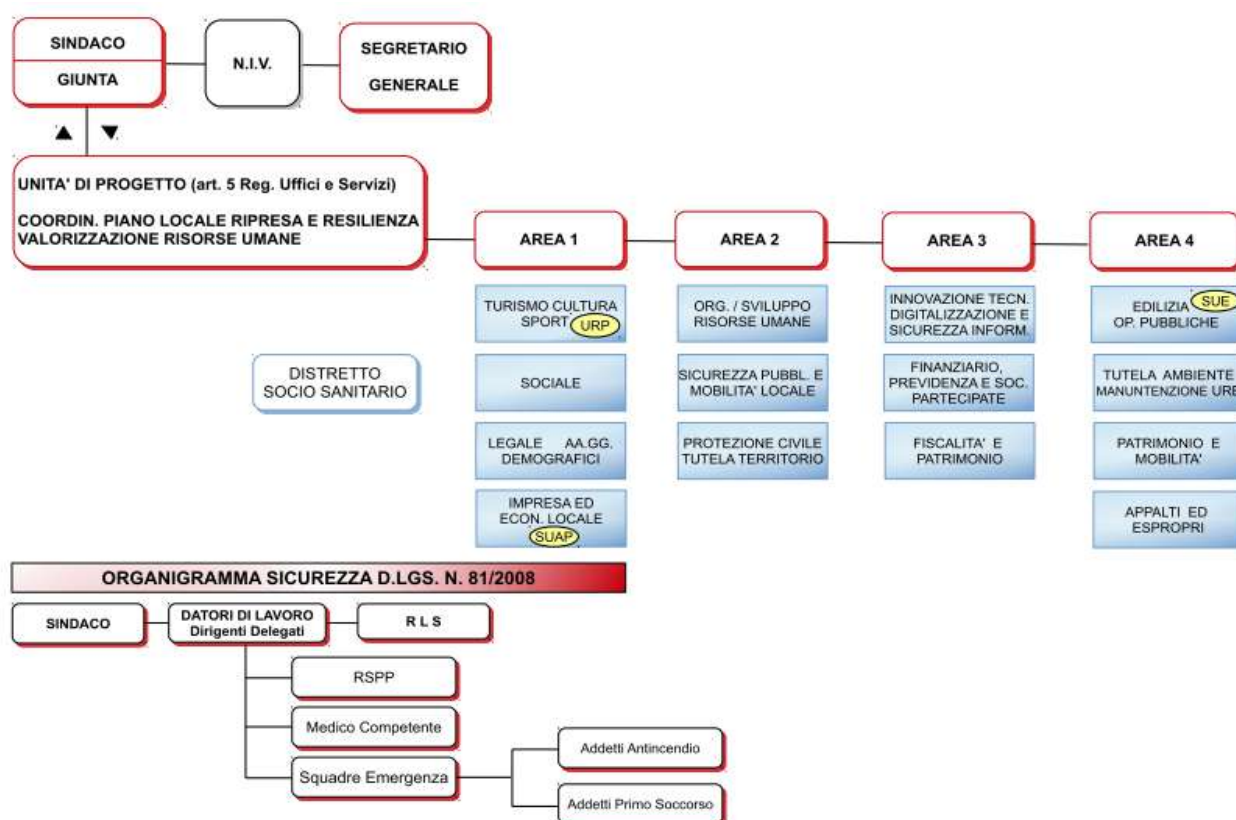 SINDACO
GIUNTA
N.I.V.
SEGRETARIO
GENERALE
UNITA' DI PROGETTO (art. 5 Reg. Uffici e Servizi)
COORDIN. PIANO LOCALE RIPRESA E RESILIENZA
VALORIZZAZIONE RISORSE UMANE
AREA 1
AREA 2
AREA 3
AREA 4
DISTRETTO
SOCIO SANITARIO
TURISMO CULTURA
SPORT
URP
SOCIALE
LEGALE AA.GG.
DEMOGRAFICI
IMPRESA ED
ECON. LOCALE
SUAP
ORG. / SVILUPPO
RISORSE UMANE
SICUREZZA PUBBL. E
MOBILITA' LOCALE
PROTEZIONE CIVILE
TUTELA TERRITORIO
INNOVAZIONE TECN.
DIGITALIZZAZIONE E
SICUREZZA INFORM.
FINANZIARIO,
PREVIDENZA E SOC.
PARTECIPATE
FISCALITA' E
PATRIMONIO
EDILIZIA
SUE
OP. PUBBLICHE
TUTELA AMBIENTE
MANUNTENZIONE URB
PATRIMONIO E
MOBILITA'
APPALTI ED
ESPROPRI
ORGANIGRAMMA SICUREZZA D.LGS. N. 81/2008
SINDACO
DATORI DI LAVORO
Dirigenti Delegati
R L S
RSPP
Medico Competente
Squadre Emergenza
Addetti Antincendio
Addetti Primo Soccorso